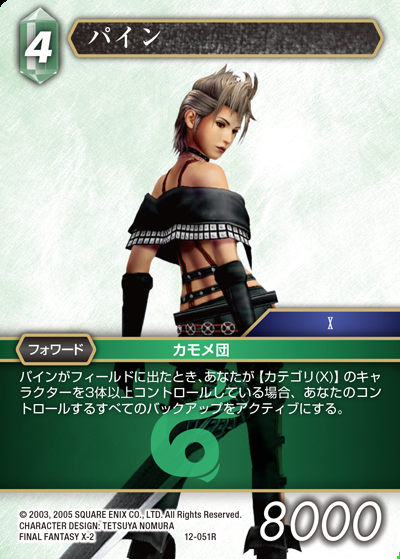 4
パイン
X
フォワード
カモメ団
パインがフィールドに出たとき、あなたが【カテゴリ(X)】のキャ
ラクターを3体以上コントロールしている場合、あなたのコン
トロールするすべてのバックアップをアクティブにする。
© 2003, 2005 SQUARE ENIX CO., LTD. All Rights Reserved.
CHARACTER DESIGN: TETSUYA NOMURA
FINAL FANTASY X-2
12-051R
8000